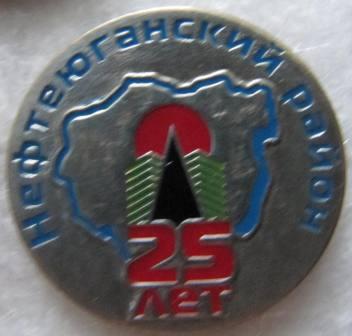 Нефтеюганский район
25
лет